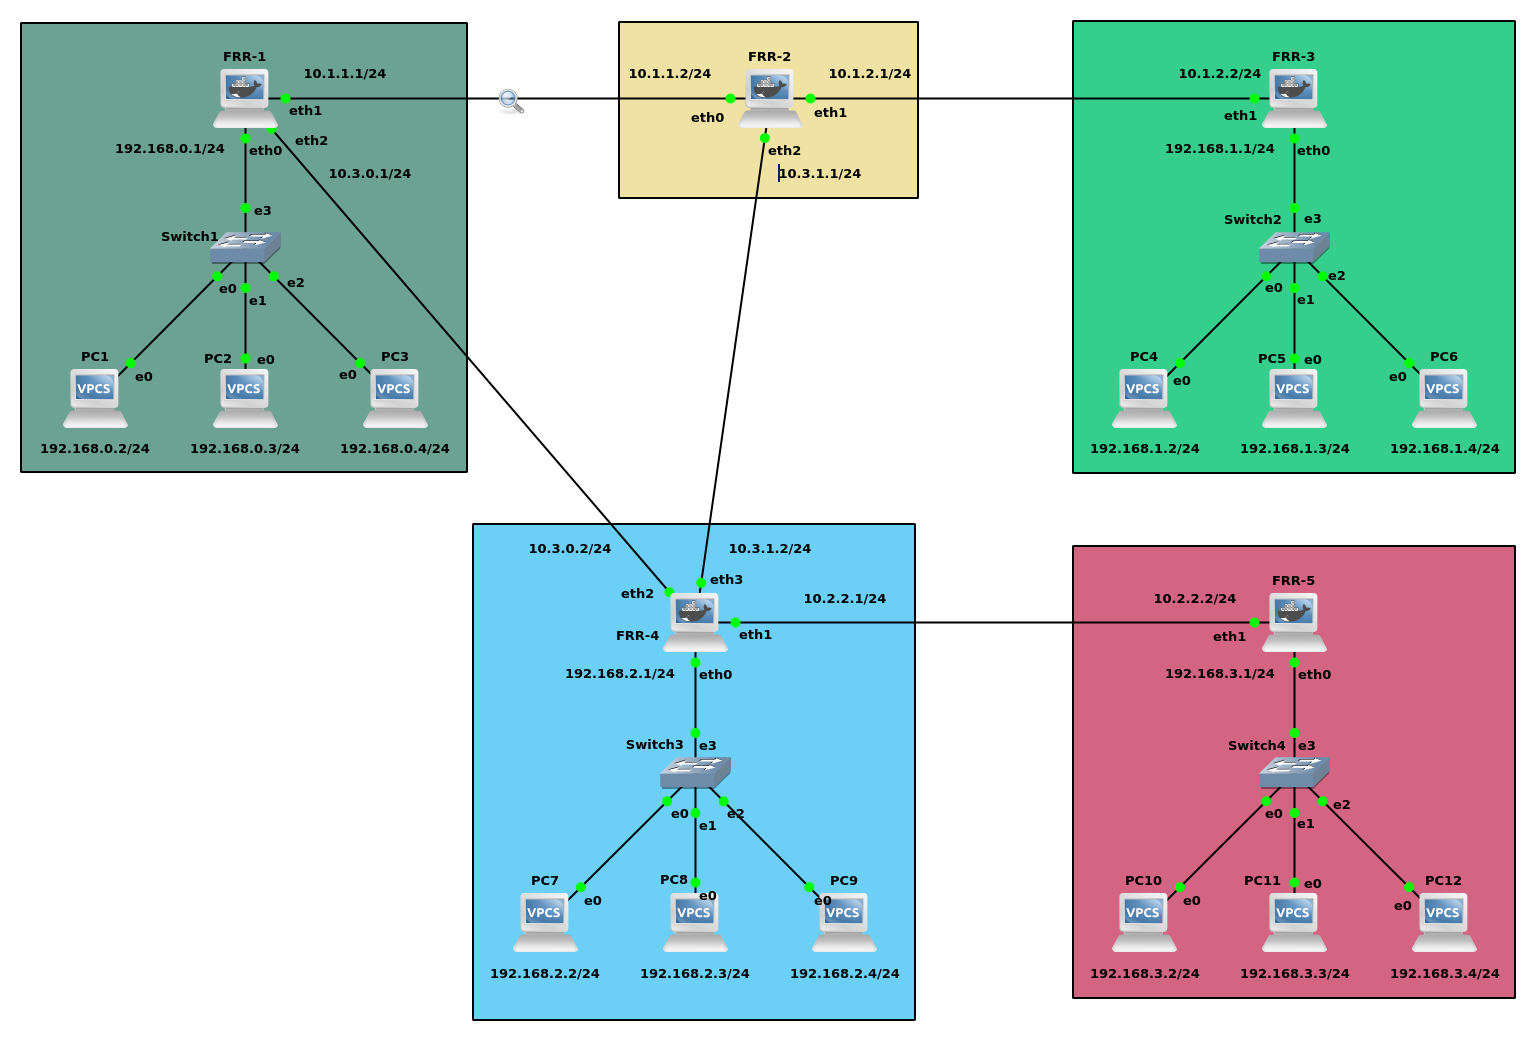 FRR-1
10.1.1.1/24
eth1
eth2
192.168.0.1/24
eth0
10.3.0.1/24
e3
Switch1
e0
e1
e2
PC1
e0
PC2
e0
PC3
e0
VPCS
VPCS
VPCS
192.168.0.2/24
192.168.0.3/24
192.168.0.4/24
FRR-2
10.1.1.2/24
10.1.2.1/24
eth0
eth1
eth2
10.3.1.1/24
FRR-3
10.1.2.2/24
eth1
192.168.1.1/24
eth0
Switch2
e3
e0
e1
e2
PC4
e0
PC5
e0
PC6
e0
VPCS
VPCS
VPCS
192.168.1.2/24
192.168.1.3/24
192.168.1.4/24
10.3.0.2/24
10.3.1.2/24
eth2
eth3
10.2.2.1/24
FRR-4
eth1
192.168.2.1/24
eth0
Switch3
e3
e0
e1
e2
PC7
e0
PC8
e0
PC9
e0
VPCS
VPCS
VPCS
192.168.2.2/24
192.168.2.3/24
192.168.2.4/24
FRR-5
10.2.2.2/24
eth1
192.168.3.1/24
eth0
Switch4
e3
e0
e1
e2
PC10
e0
PC11
e0
PC12
e0
VPCS
VPCS
VPCS
192.168.3.2/24
192.168.3.3/24
192.168.3.4/24